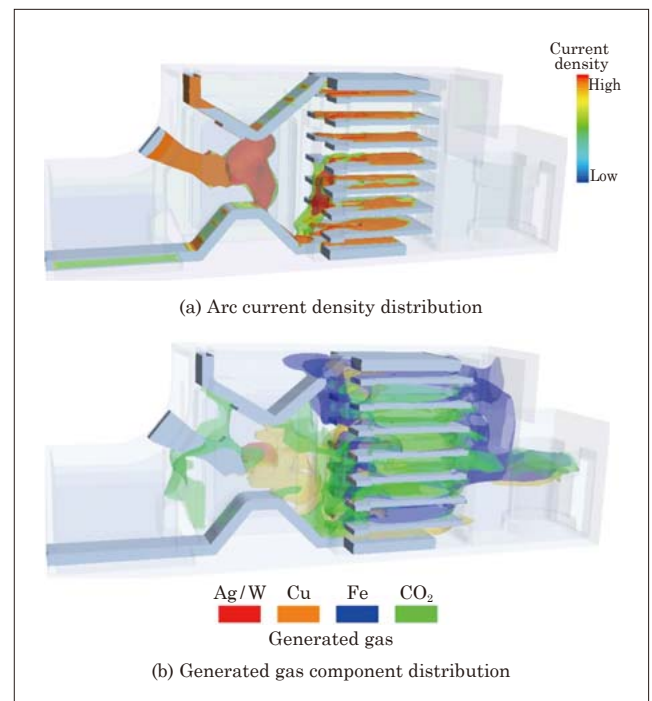 Current
density
High
Low
(a) Arc current density distribution
Ag/W Cu Fe CO₂
Generated gas
(b) Generated gas component distribution